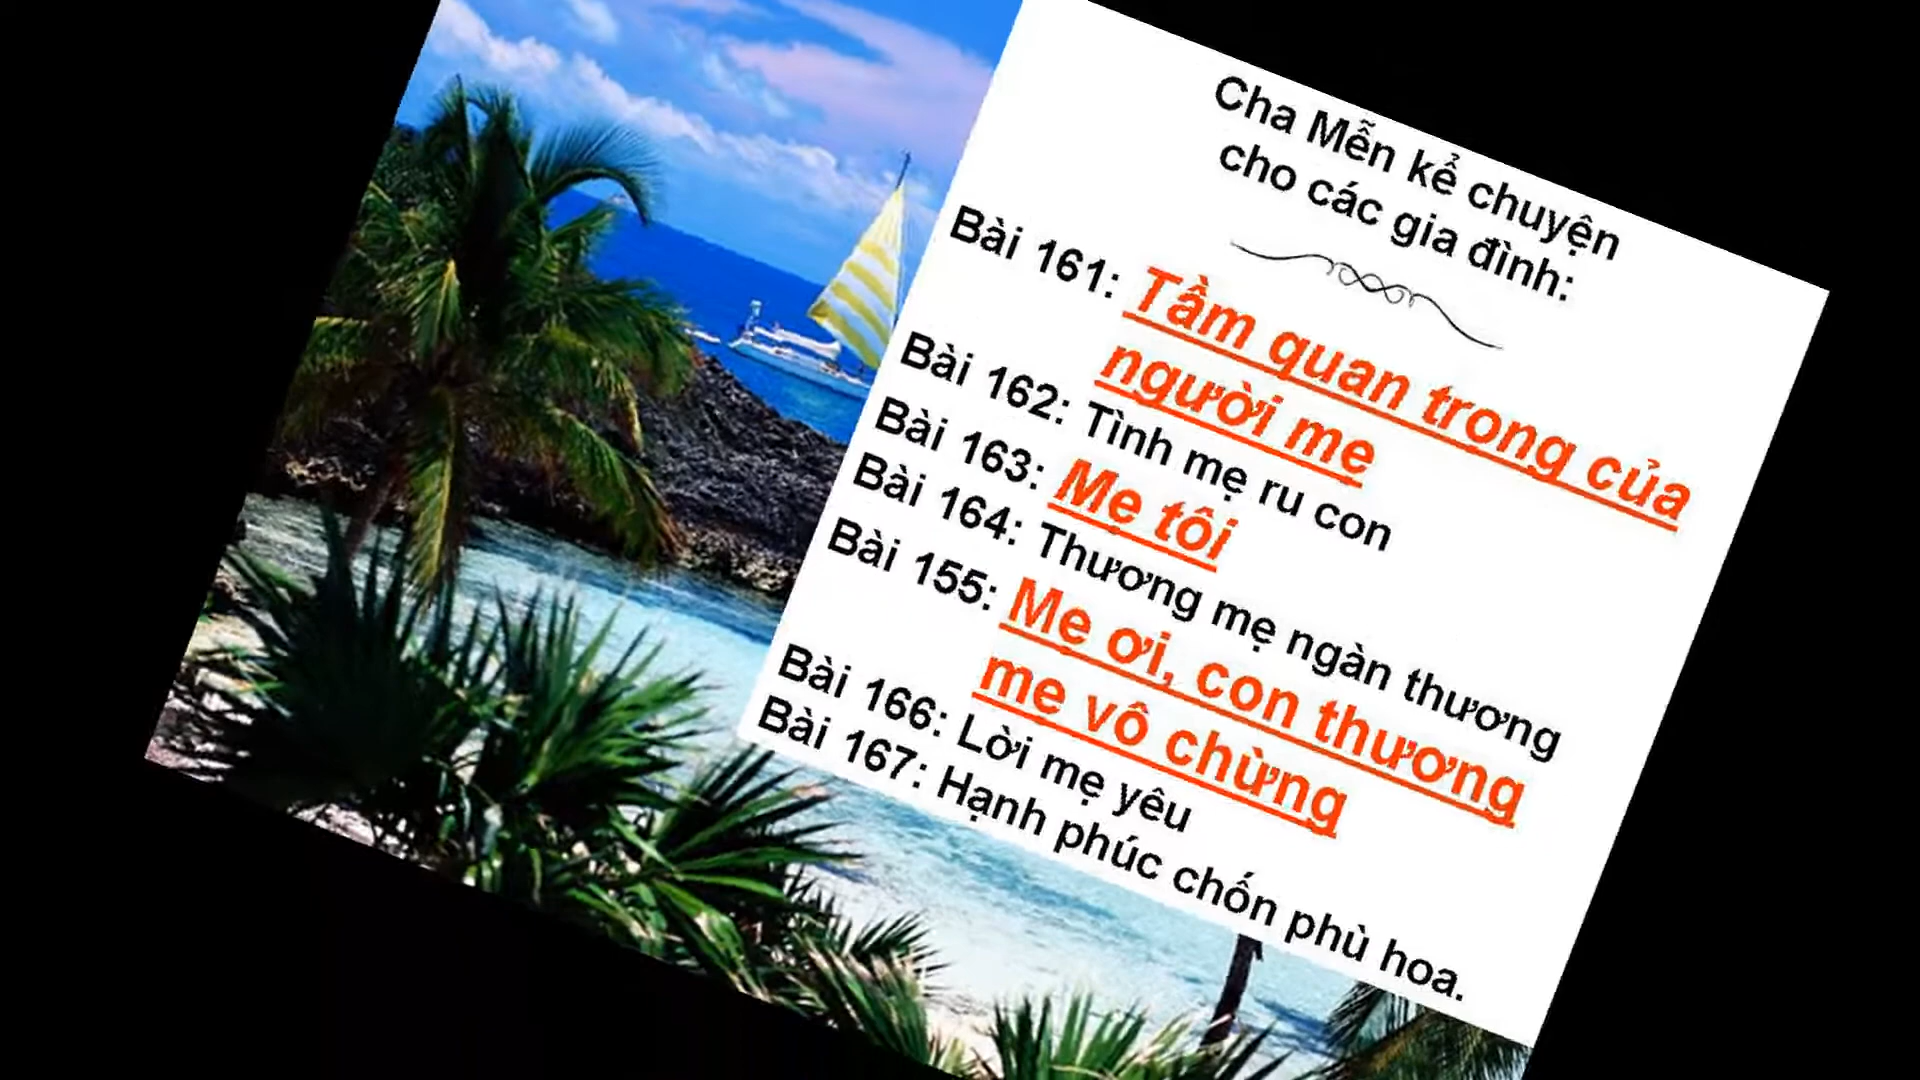 Cha Mễn kể chuyện
cho các gia đình:
Bài 161: Tầm quan trong của
người mẹ
Bài 162: Tình mẹ ru con
Bài 163: Mẹ tôi
Bài 164: Thương mẹ ngàn thương
Bài 155: Mẹ ơi, con thương
mẹ vô chừng
Bài 166: Lời mẹ yêu
Bài 167: Hạnh phúc chốn phù hoa.